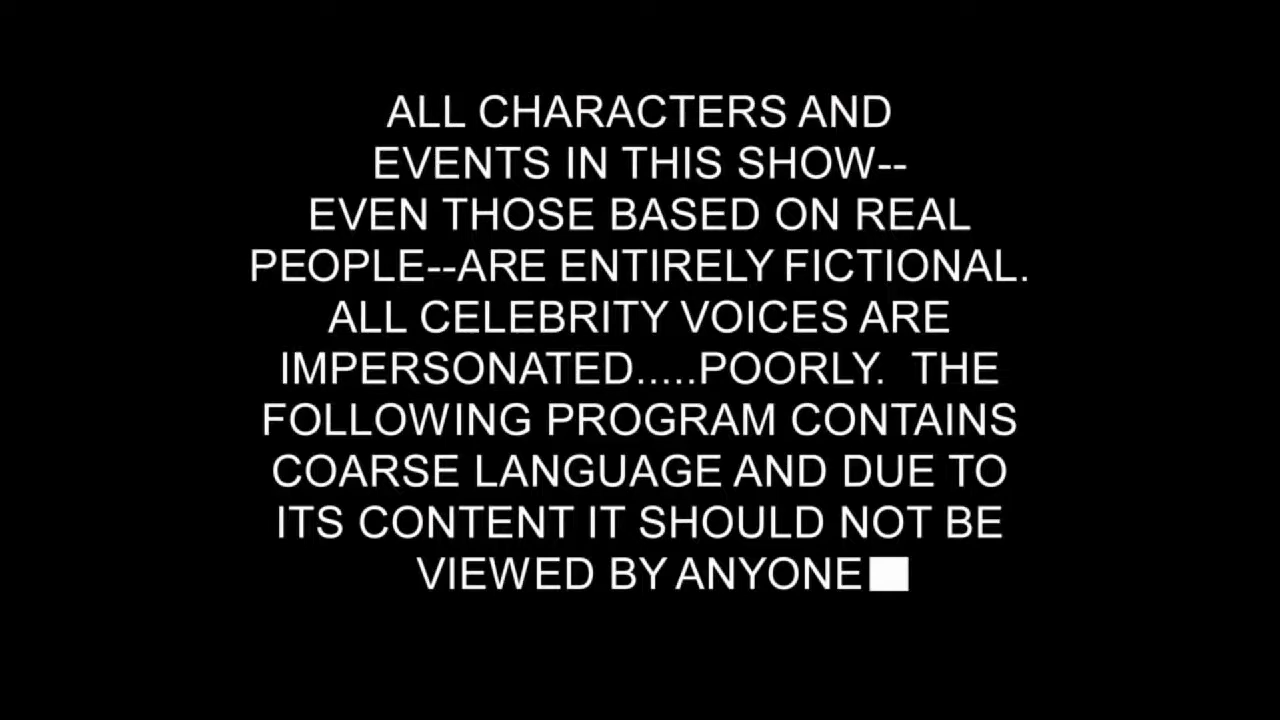 ALL CHARACTERS AND
EVENTS IN THIS SHOW--
EVEN THOSE BASED ON REAL
PEOPLE--ARE ENTIRELY FICTIONAL.
ALL CELEBRITY VOICES ARE
IMPERSONATED.....POORLY.  THE
FOLLOWING PROGRAM CONTAINS
COARSE LANGUAGE AND DUE TO
ITS CONTENT IT SHOULD NOT BE
VIEWED BY ANYONE